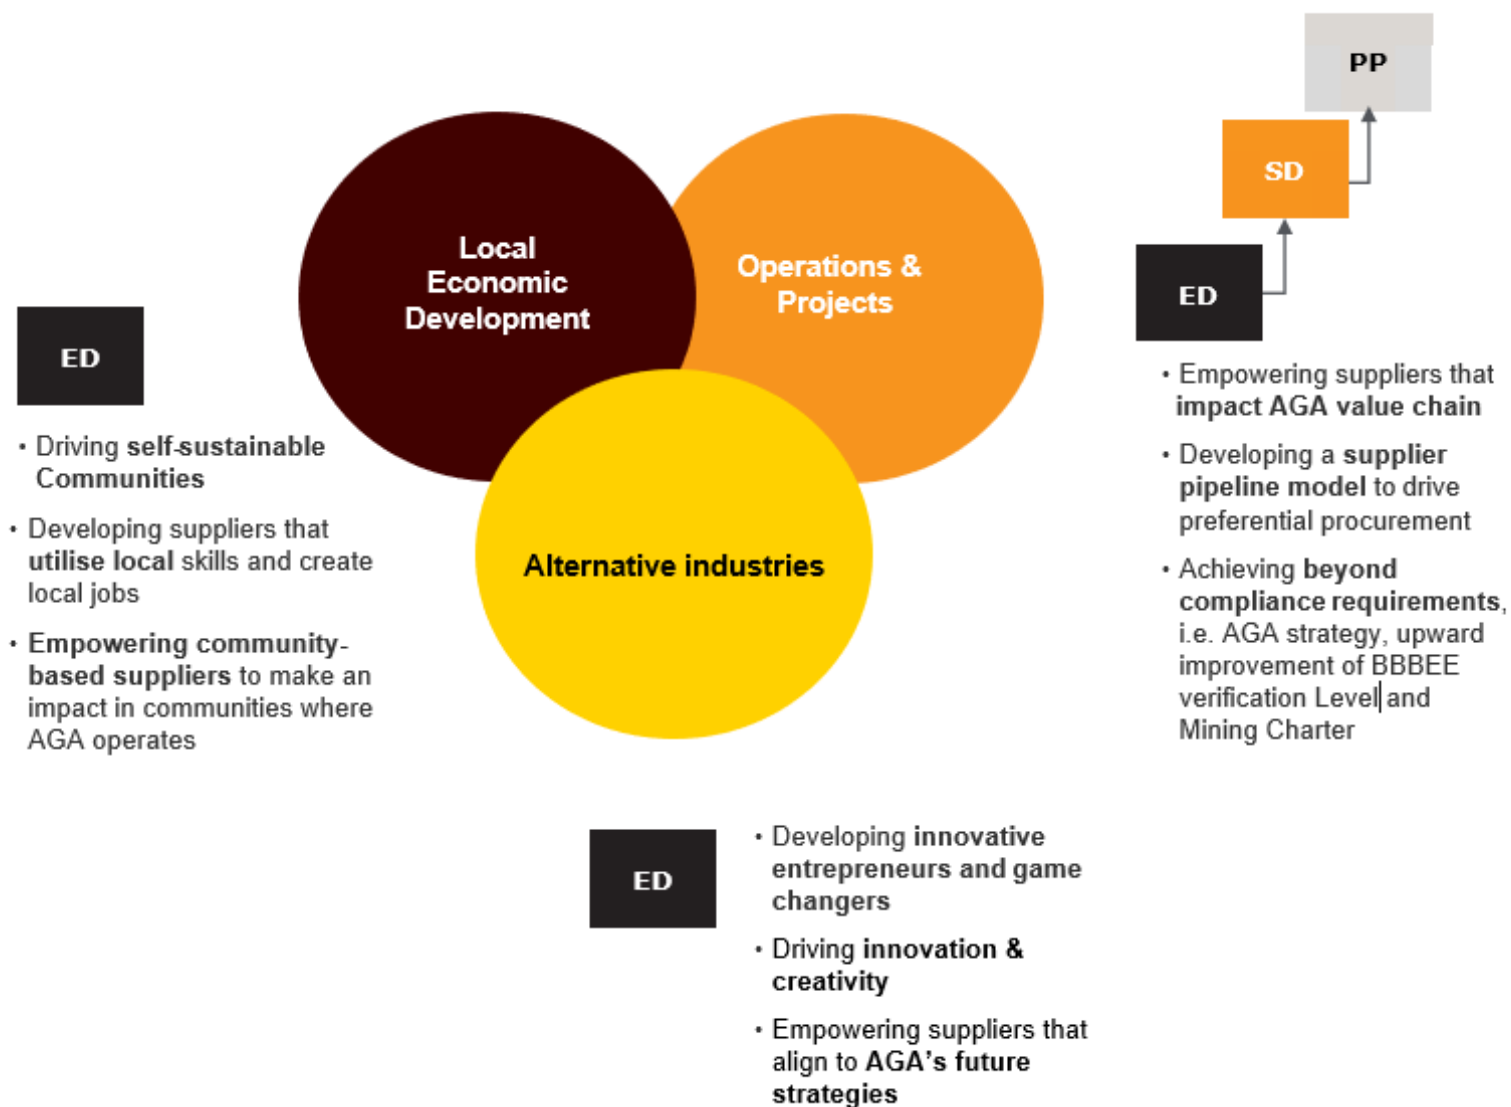 PP
SD
ED
Local
Economic
Development
Operations &
Projects
Alternative industries
ED
• Driving self-sustainable
Communities
• Developing suppliers that
utilise local skills and create
local jobs
• Empowering community-
based suppliers to make an
impact in communities where
AGA operates
• Empowering suppliers that
impact AGA value chain
• Developing a supplier
pipeline model to drive
preferential procurement
• Achieving beyond
compliance requirements,
i.e. AGA strategy, upward
improvement of BBBEE
verification Level and
Mining Charter
ED
• Developing innovative
entrepreneurs and game
changers
• Driving innovation &
creativity
• Empowering suppliers that
align to AGA's future
strategies